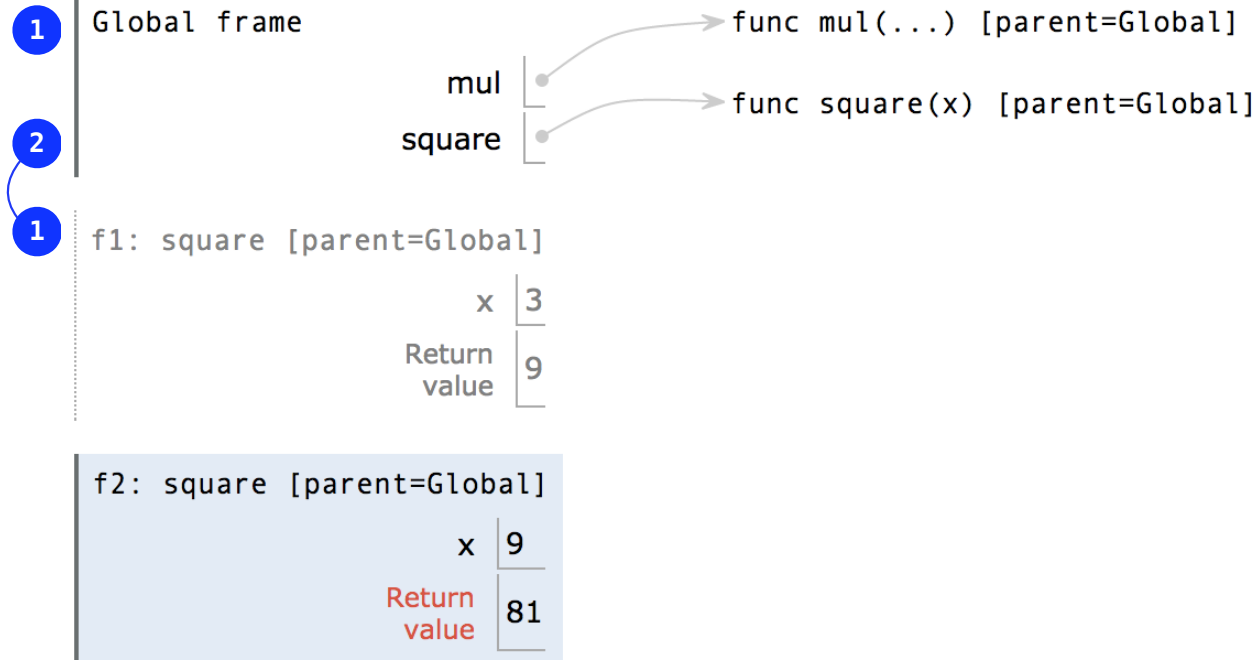 1 Global frame
func mul(...) [parent=Global]
mul
func square(x) [parent=Global]
square
2
1 f1: square [parent=Global]
x 3
Return
value 9
f2: square [parent=Global]
x 9
Return
value 81